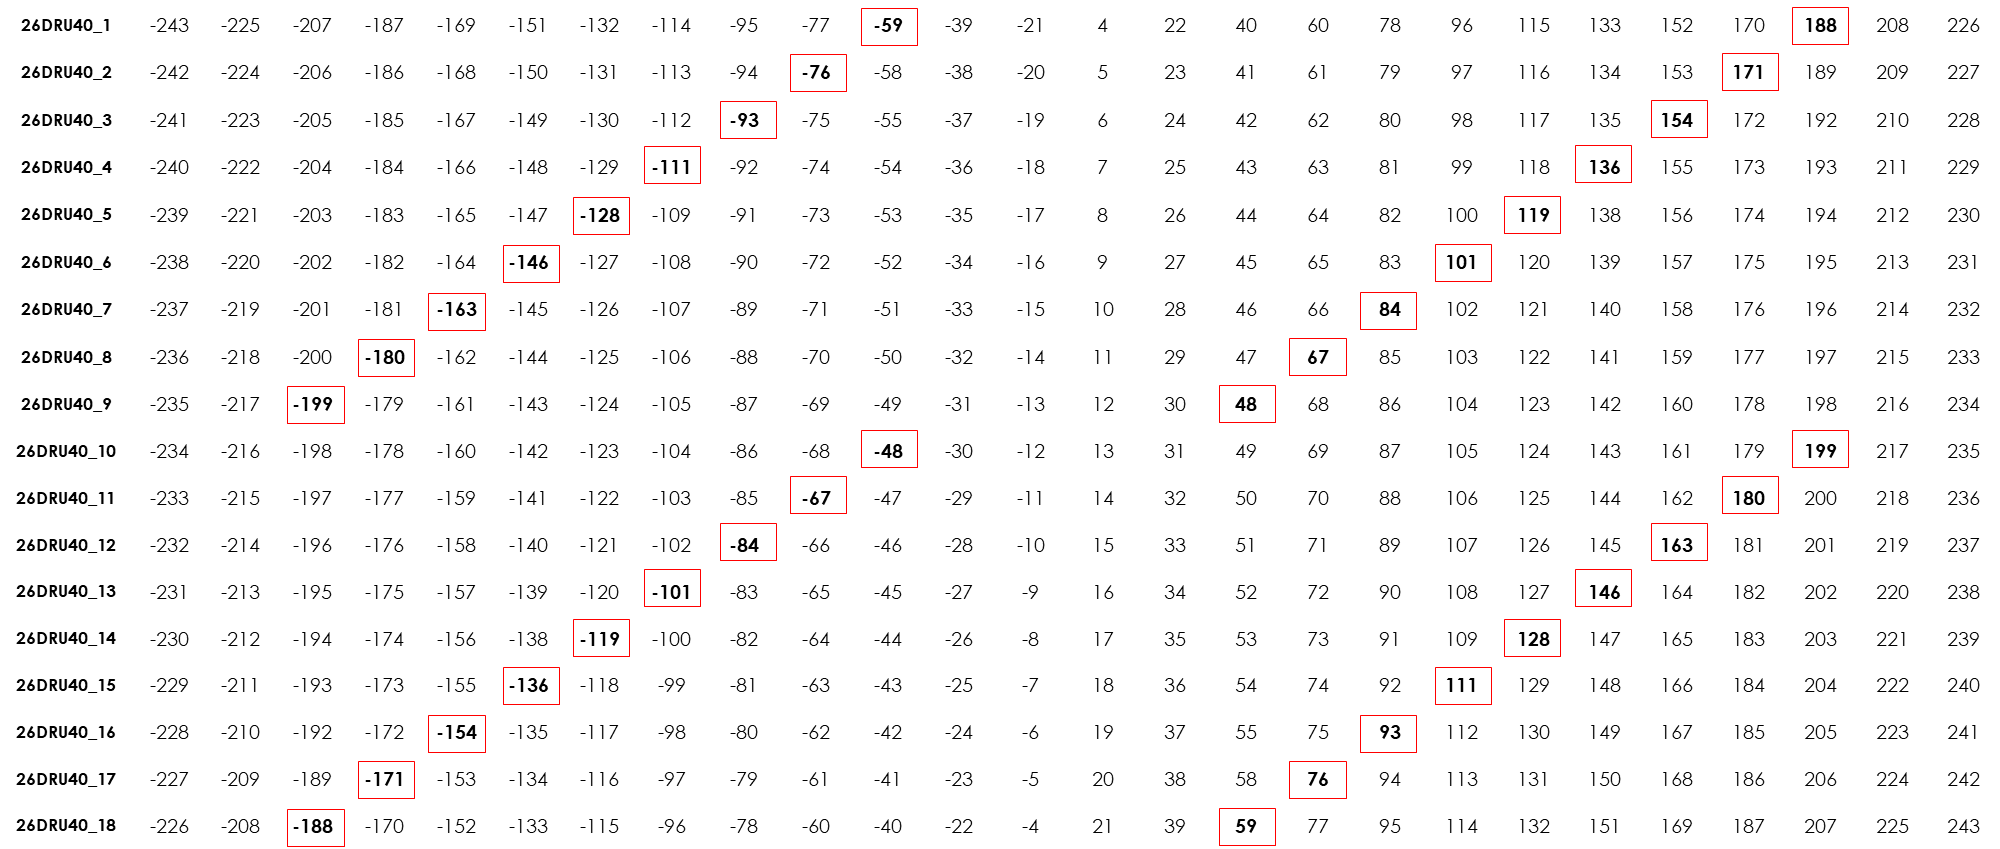 26DRU40_1 -243 -225 -207 -187 -169 -151 -132 -114 -95 -77 -59 -39 -21 4 22 40 60 78 96 115 133 152 170 188 208 226
26DRU40_2 -242 -224 -206 -186 -168 -150 -131 -113 -94 -76 -58 -38 -20 5 23 41 61 79 97 116 134 153 171 189 209 227
26DRU40_3 -241 -223 -205 -185 -167 -149 -130 -112 -93 -75 -55 -37 -19 6 24 42 62 80 98 117 135 154 172 192 210 228
26DRU40_4 -240 -222 -204 -184 -166 -148 -129 -111 -92 -74 -54 -36 -18 7 25 43 63 81 99 118 136 155 173 193 211 229
26DRU40_5 -239 -221 -203 -183 -165 -147 -128 -109 -91 -73 -53 -35 -17 8 26 44 64 82 100 119 138 156 174 194 212 230
26DRU40_6 -238 -220 -202 -182 -164 -146 -127 -108 -90 -72 -52 -34 -16 9 27 45 65 83 101 120 139 157 175 195 213 231
26DRU40_7 -237 -219 -201 -181 -163 -145 -126 -107 -89 -71 -51 -33 -15 10 28 46 66 84 102 121 140 158 176 196 214 232
26DRU40_8 -236 -218 -200 -180 -162 -144 -125 -106 -88 -70 -50 -32 -14 11 29 47 67 85 103 122 141 159 177 197 215 233
26DRU40_9 -235 -217 -199 -179 -161 -143 -124 -105 -87 -69 -49 -31 -13 12 30 48 68 86 104 123 142 160 178 198 216 234
26DRU40_10 -234 -216 -198 -178 -160 -142 -123 -104 -86 -68 -48 -30 -12 13 31 49 69 87 105 124 143 161 179 199 217 235
26DRU40_11 -233 -215 -197 -177 -159 -141 -122 -103 -85 -67 -47 -29 -11 14 32 50 70 88 106 125 144 162 180 200 218 236
26DRU40_12 -232 -214 -196 -176 -158 -140 -121 -102 -84 -66 -46 -28 -10 15 33 51 71 89 107 126 145 163 181 201 219 237
26DRU40_13 -231 -213 -195 -175 -157 -139 -120 -101 -83 -65 -45 -27 -9 16 34 52 72 90 108 127 146 164 182 202 220 238
26DRU40_14 -230 -212 -194 -174 -156 -138 -119 -100 -82 -64 -44 -26 -8 17 35 53 73 91 109 128 147 165 183 203 221 239
26DRU40_15 -229 -211 -193 -173 -155 -136 -118 -99 -81 -63 -43 -25 -7 18 36 54 74 92 111 129 148 166 184 204 222 240
26DRU40_16 -228 -210 -192 -172 -154 -135 -117 -98 -80 -62 -42 -24 -6 19 37 55 75 93 112 130 149 167 185 205 223 241
26DRU40_17 -227 -209 -189 -171 -153 -134 -116 -97 -79 -61 -41 -23 -5 20 38 58 76 94 113 131 150 168 186 206 224 242
26DRU40_18 -226 -208 -188 -170 -152 -133 -115 -96 -78 -60 -40 -22 -4 21 39 59 77 95 114 132 151 169 187 207 225 243